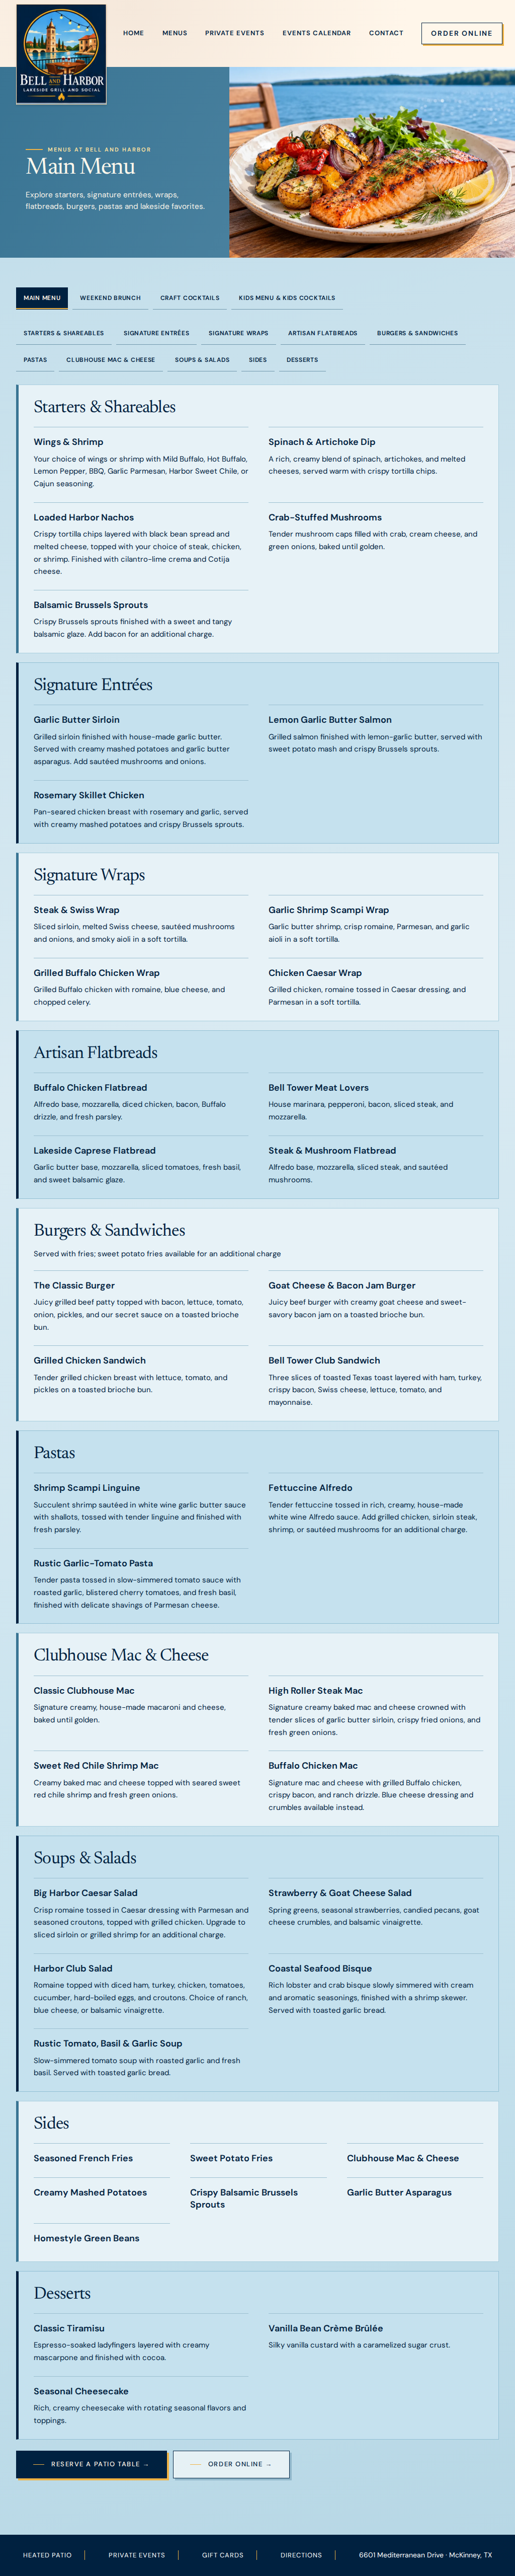 HOME MENUS PRIVATE EVENTS EVENTS CALENDAR CONTACT ORDER ONLINE
BELL AND HARBOR
LAKESIDE GRILL AND SOCIAL
MENUS AT BELL AND HARBOR
Main Menu
Explore starters, signature entrées, wraps,
flatbreads, burgers, pastas and lakeside favorites.
MAIN MENU WEEKEND BRUNCH CRAFT COCKTAILS KIDS MENU & KIDS COCKTAILS
STARTERS & SHAREABLES SIGNATURE ENTRÉES SIGNATURE WRAPS ARTISAN FLATBREADS BURGERS & SANDWICHES
PASTAS CLUBHOUSE MAC & CHEESE SOUPS & SALADS SIDES DESSERTS
Starters & Shareables
Wings & Shrimp
Your choice of wings or shrimp with Mild Buffalo, Hot Buffalo,
Lemon Pepper, BBQ, Garlic Parmesan, Harbor Sweet Chile, or
Cajun seasoning.
Spinach & Artichoke Dip
A rich, creamy blend of spinach, artichokes, and melted
cheeses, served warm with crispy tortilla chips.
Loaded Harbor Nachos
Crispy tortilla chips layered with black bean spread and
melted cheese, topped with your choice of steak, chicken,
or shrimp. Finished with cilantro-lime crema and Cotija
cheese.
Crab-Stuffed Mushrooms
Tender mushroom caps filled with crab, cream cheese, and
green onions, baked until golden.
Balsamic Brussels Sprouts
Crispy Brussels sprouts finished with a sweet and tangy
balsamic glaze. Add bacon for an additional charge.
Signature Entrées
Garlic Butter Sirloin
Grilled sirloin finished with house-made garlic butter.
Served with creamy mashed potatoes and garlic butter
asparagus. Add sautéed mushrooms and onions.
Lemon Garlic Butter Salmon
Grilled salmon finished with lemon-garlic butter, served with
sweet potato mash and crispy Brussels sprouts.
Rosemary Skillet Chicken
Pan-seared chicken breast with rosemary and garlic, served
with creamy mashed potatoes and crispy Brussels sprouts.
Signature Wraps
Steak & Swiss Wrap
Sliced sirloin, melted Swiss cheese, sautéed mushrooms
and onions, and smoky aioli in a soft tortilla.
Garlic Shrimp Scampi Wrap
Garlic butter shrimp, crisp romaine, Parmesan, and garlic
aioli in a soft tortilla.
Grilled Buffalo Chicken Wrap
Grilled Buffalo chicken with romaine, blue cheese, and
chopped celery.
Chicken Caesar Wrap
Grilled chicken, romaine tossed in Caesar dressing, and
Parmesan in a soft tortilla.
Artisan Flatbreads
Buffalo Chicken Flatbread
Alfredo base, mozzarella, diced chicken, bacon, Buffalo
drizzle, and fresh parsley.
Bell Tower Meat Lovers
House marinara, pepperoni, bacon, sliced steak, and
mozzarella.
Lakeside Caprese Flatbread
Garlic butter base, mozzarella, sliced tomatoes, fresh basil,
and sweet balsamic glaze.
Steak & Mushroom Flatbread
Alfredo base, mozzarella, sliced steak, and sautéed
mushrooms.
Burgers & Sandwiches
Served with fries; sweet potato fries available for an additional charge
The Classic Burger
Juicy grilled beef patty topped with bacon, lettuce, tomato,
onion, pickles, and our secret sauce on a toasted brioche
bun.
Goat Cheese & Bacon Jam Burger
Juicy beef burger with creamy goat cheese and sweet-
savory bacon jam on a toasted brioche bun.
Grilled Chicken Sandwich
Tender grilled chicken breast with lettuce, tomato, and
pickles on a toasted brioche bun.
Bell Tower Club Sandwich
Three slices of toasted Texas toast layered with ham, turkey,
crispy bacon, Swiss cheese, lettuce, tomato, and
mayonnaise.
Pastas
Shrimp Scampi Linguine
Succulent shrimp sautéed in white wine garlic butter sauce
with shallots, tossed with tender linguine and finished with
fresh parsley.
Fettuccine Alfredo
Tender fettuccine tossed in rich, creamy, house-made
white wine Alfredo sauce. Add grilled chicken, sirloin steak,
shrimp, or sautéed mushrooms for an additional charge.
Rustic Garlic-Tomato Pasta
Tender pasta tossed in slow-simmered tomato sauce with
roasted garlic, blistered cherry tomatoes, and fresh basil,
finished with delicate shavings of Parmesan cheese.
Clubhouse Mac & Cheese
Classic Clubhouse Mac
Signature creamy, house-made macaroni and cheese,
baked until golden.
High Roller Steak Mac
Signature creamy baked mac and cheese crowned with
tender slices of garlic butter sirloin, crispy fried onions, and
fresh green onions.
Sweet Red Chile Shrimp Mac
Creamy baked mac and cheese topped with seared sweet
red chile shrimp and fresh green onions.
Buffalo Chicken Mac
Signature mac and cheese with grilled Buffalo chicken,
crispy bacon, and ranch drizzle. Blue cheese dressing and
crumbles available instead.
Soups & Salads
Big Harbor Caesar Salad
Crisp romaine tossed in Caesar dressing with Parmesan and
seasoned croutons, topped with grilled chicken. Upgrade to
sliced sirloin or grilled shrimp for an additional charge.
Strawberry & Goat Cheese Salad
Spring greens, seasonal strawberries, candied pecans, goat
cheese crumbles, and balsamic vinaigrette.
Harbor Club Salad
Romaine topped with diced ham, turkey, chicken, tomatoes,
cucumber, hard-boiled eggs, and croutons. Choice of ranch,
blue cheese, or balsamic vinaigrette.
Coastal Seafood Bisque
Rich lobster and crab bisque slowly simmered with cream
and aromatic seasonings, finished with a shrimp skewer.
Served with toasted garlic bread.
Rustic Tomato, Basil & Garlic Soup
Slow-simmered tomato soup with roasted garlic and fresh
basil. Served with toasted garlic bread.
Sides
Seasoned French Fries
Sweet Potato Fries
Clubhouse Mac & Cheese
Creamy Mashed Potatoes
Crispy Balsamic Brussels
Sprouts
Garlic Butter Asparagus
Homestyle Green Beans
Desserts
Classic Tiramisu
Espresso-soaked ladyfingers layered with creamy
mascarpone and finished with cocoa.
Vanilla Bean Crème Brûlée
Silky vanilla custard with a caramelized sugar crust.
Seasonal Cheesecake
Rich, creamy cheesecake with rotating seasonal flavors and
toppings.
RESERVE A PATIO TABLE → ORDER ONLINE →
HEATED PATIO PRIVATE EVENTS GIFT CARDS DIRECTIONS 6601 Mediterranean Drive · McKinney, TX